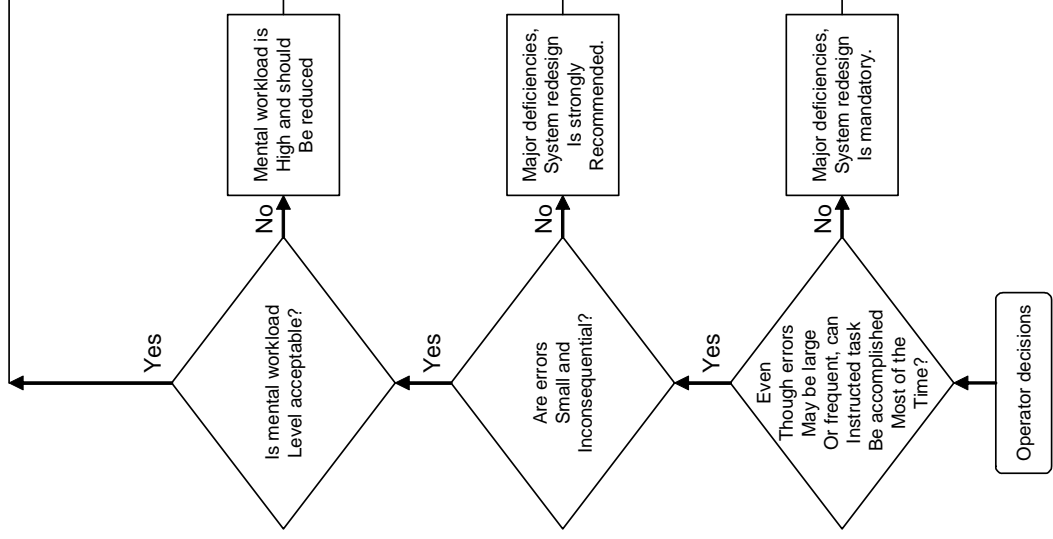 Yes
Is mental workload
Level acceptable?
No
Mental workload is
High and should
Be reduced
Yes
Are errors
Small and
Inconsequential?
No
Major deficiencies,
System redesign
Is strongly
Recommended.
Yes
Even
Though errors
May be large
Or frequent, can
Instructed task
Be accomplished
Most of the
Time?
No
Major deficiencies,
System redesign
Is mandatory.
Operator decisions